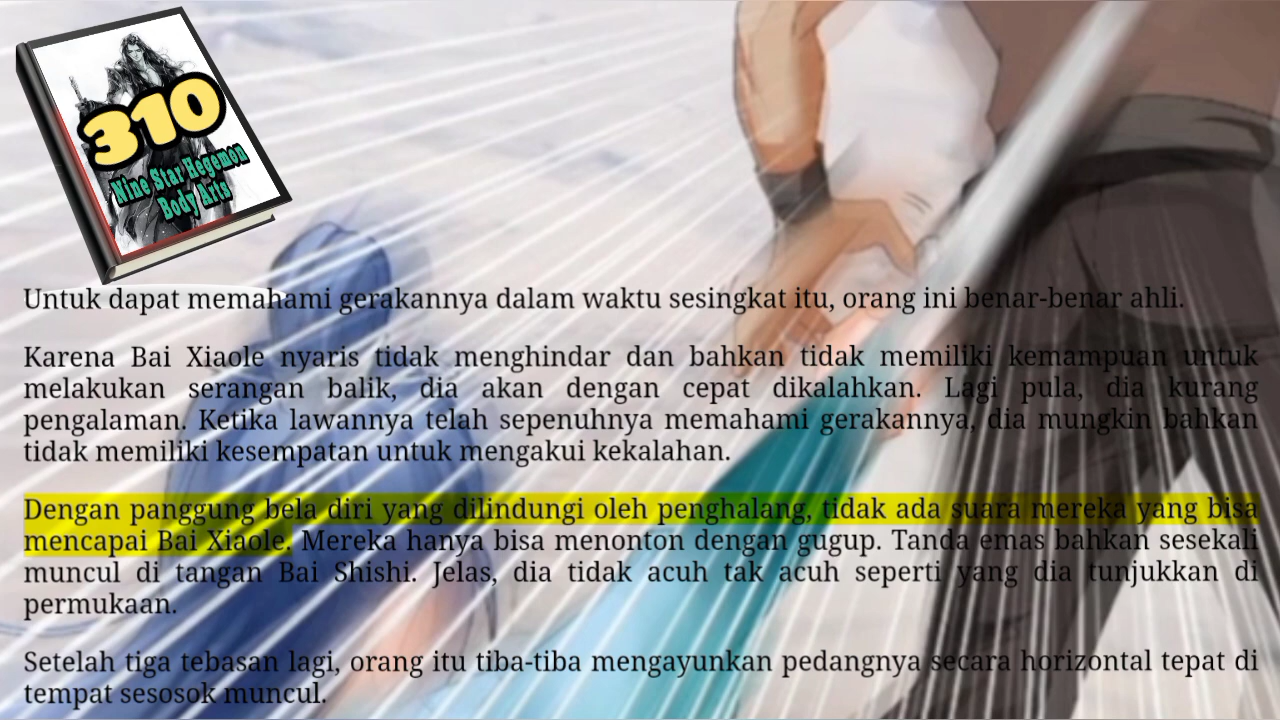 310
Nine Star Hegemon
Body Arts
Untuk dapat memahami gerakannya dalam waktu sesingkat itu, orang ini benar-benar ahli.
Karena Bai Xiaole nyaris tidak menghindar dan bahkan tidak memiliki kemampuan untuk
melakukan serangan balik, dia akan dengan cepat dikalahkan. Lagi pula, dia kurang
pengalaman. Ketika lawannya telah sepenuhnya memahami gerakannya, dia mungkin bahkan
tidak memiliki kesempatan untuk mengakui kekalahan.
Dengan panggung bela diri yang dilindungi oleh penghalang, tidak ada suara mereka yang bisa
mencapai Bai Xiaole. Mereka hanya bisa menonton dengan gugup. Tanda emas bahkan sesekali
muncul di tangan Bai Shishi. Jelas, dia tidak acuh tak acuh seperti yang dia tunjukkan di
permukaan.
Setelah tiga tebasan lagi, orang itu tiba-tiba mengayunkan pedangnya secara horizontal tepat di
tempat sesosok muncul.